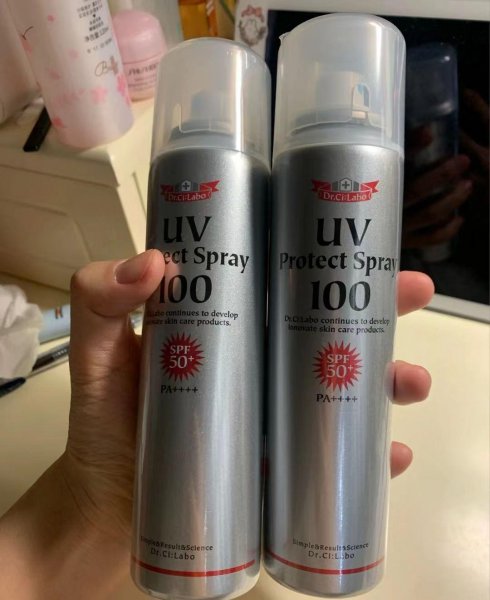 Dr.Ci:Labo
UV
ect Spray
100
Labo continues to develop
innovate skin care products.
SPF
50+
PA++++
Simple&Result&Science
Dr.Ci:Labo
Dr.Ci:Labo
UV
Protect Spray
100
Dr.Ci:Labo continues to develop
innovate skin care products.
SPF
50+
PA++++
Simple&Result&Science
Dr.Ci:Labo